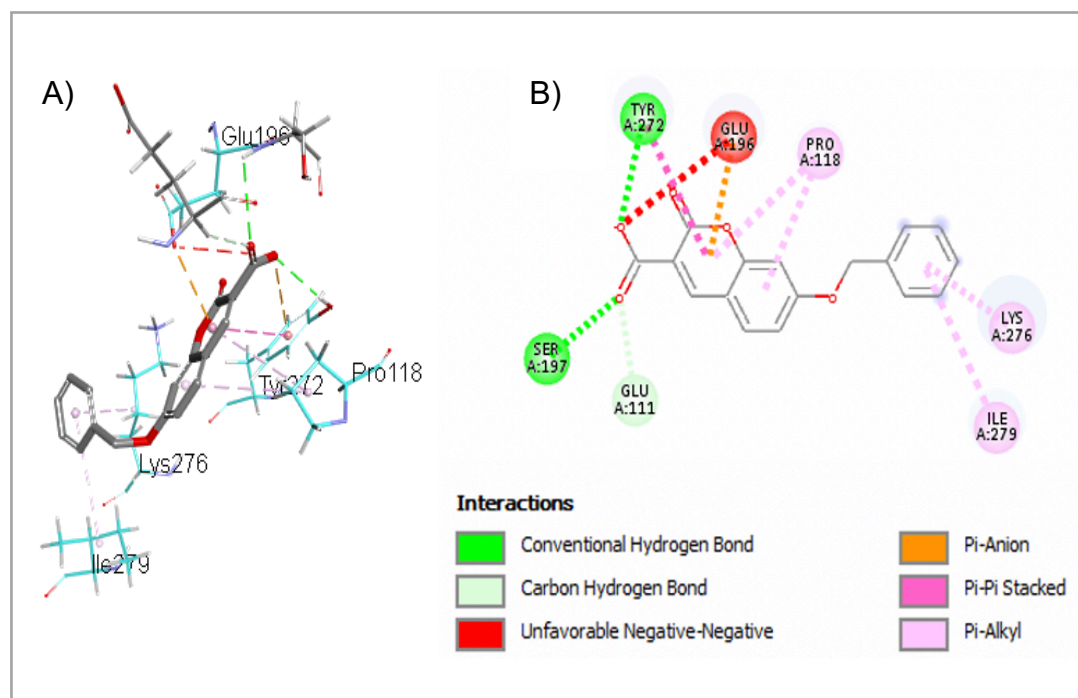 A)
Glu196
Tyr272
Pro118
Lys276
Ile279
B)
TYR
A:272
GLU
A:196
PRO
A:118
SER
A:197
GLU
A:111
LYS
A:276
ILE
A:279
Interactions
Conventional Hydrogen Bond
Carbon Hydrogen Bond
Unfavorable Negative-Negative
Pi-Anion
Pi-Pi Stacked
Pi-Alkyl